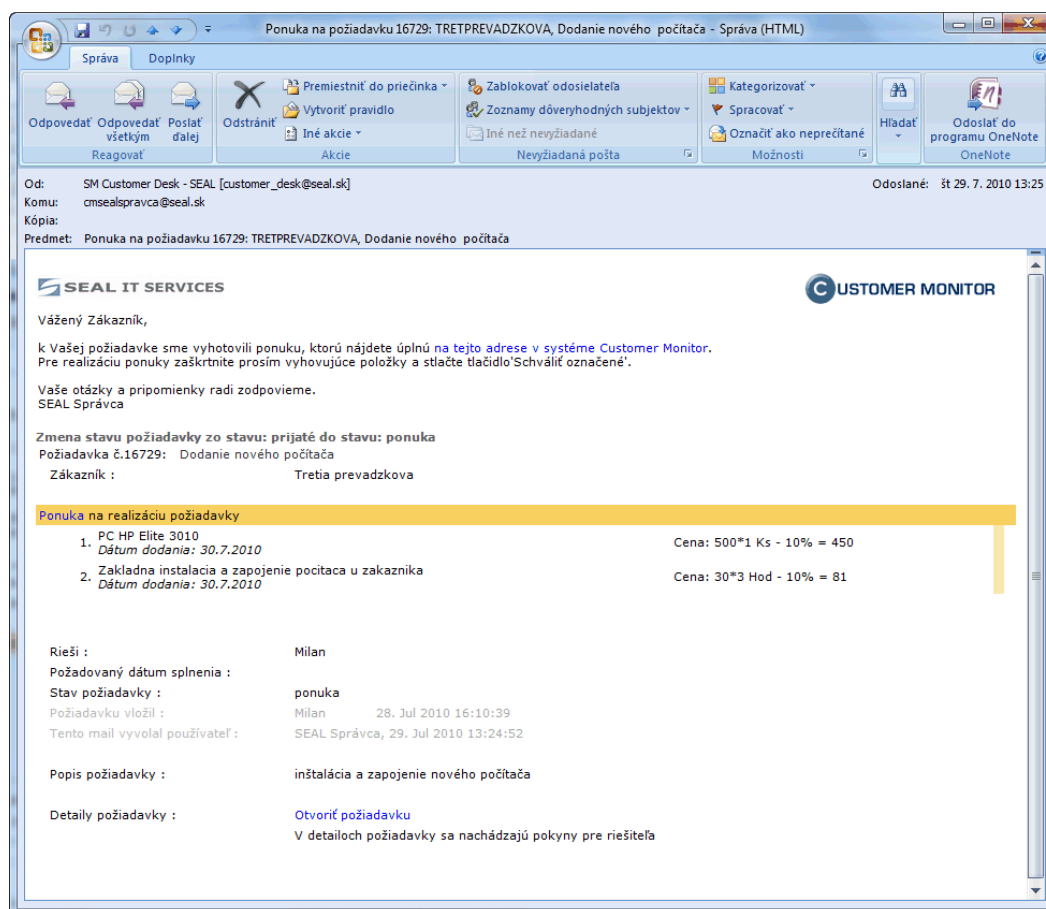 Ponuka na požiadavku 16729: TRETPREVADZKOVA, Dodanie nového počítača - Správa (HTML)
Správa Doplnky
Odpovedať Odpovedať všetkým Poslať ďalej
Reagovať
Odstrániť
Premiestniť do priečinka
Vytvoriť pravidlo
Iné akcie
Akcie
Zablokovať odosielateľa
Zoznamy dôveryhodných subjektov
Iné než nevyžiadané
Nevyžiadaná pošta
Kategorizovať
Spracovať
Označiť ako neprečítané
Možnosti
Hľadať
Odoslať do programu OneNote
OneNote
Od: SM Customer Desk - SEAL [customer_desk@seal.sk] Odoslané: št 29. 7. 2010 13:25
Komu: cmsealspravca@seal.sk
Kópia:
Predmet: Ponuka na požiadavku 16729: TRETPREVADZKOVA, Dodanie nového počítača
SEAL IT SERVICES
CUSTOMER MONITOR
Vážený Zákazník,
k Vašej požiadavke sme vyhotovili ponuku, ktorú nájdete úplnú na tejto adrese v systéme Customer Monitor.
Pre realizáciu ponuky zaškrtnite prosím vyhovujúce položky a stlačte tlačidlo'Schváliť označené'.
Vaše otázky a pripomienky radi zodpovieme.
SEAL Správca
Zmena stavu požiadavky zo stavu: prijaté do stavu: ponuka
Požiadavka č.16729: Dodanie nového počítača
Zákazník : Tretia prevadzkova
Ponuka na realizáciu požiadavky
1. PC HP Elite 3010 Cena: 500*1 Ks - 10% = 450
Dátum dodania: 30.7.2010
2. Zakladna instalacia a zapojenie pocitaca u zakaznika Cena: 30*3 Hod - 10% = 81
Dátum dodania: 30.7.2010
Rieši : Milan
Požadovaný dátum splnenia :
Stav požiadavky : ponuka
Požiadavku vložil : Milan 28. Jul 2010 16:10:39
Tento mail vyvolal používateľ : SEAL Správca, 29. Jul 2010 13:24:52
Popis požiadavky : inštalácia a zapojenie nového počítača
Detaily požiadavky : Otvoriť požiadavku
V detailoch požiadavky sa nachádzajú pokyny pre riešiteľa